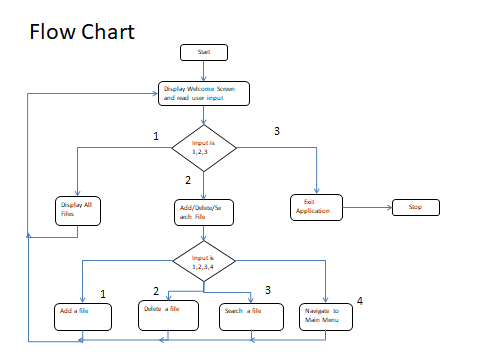 Flow Chart
Start
Display Welcome Screen
and read user input
1
3
Input is
1,2,3
2
Display All
Files
Add/Delete/Se
arch File
Exit
Application
Stop
Input is
1,2,3,4
1
2
3
4
Add a file
Delete a file
Search a file
Navigate to
Main Menu